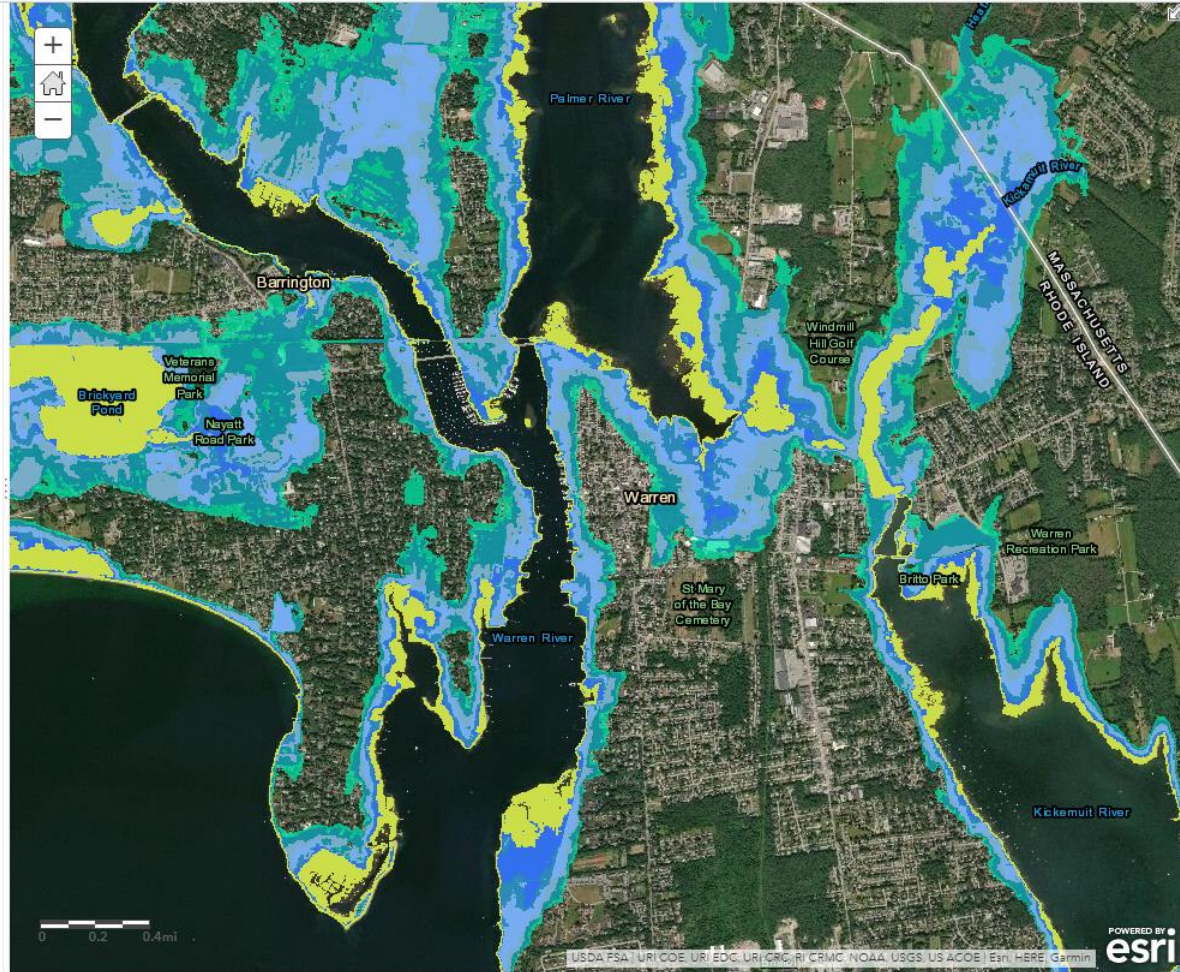 +
−
Palmer River
Kickamuit River
MASSACHUSETTS
RHODE ISLAND
Barrington
Windmill
Hill Golf
Course
Veterans
Memorial
Park
Brickyard
Pond
Nayatt
Road Park
Warren
Warren
Recreation Park
Britto Park
St Mary
of the Bay
Cemetery
Warren River
Kickemuit River
0 0.2 0.4mi
POWERED BY
esri
USDA FSA | URI COE, URI EDC, URI CRC, RI CRMC, NOAA, USGS, US ACOE | Esri, HERE, Garmin